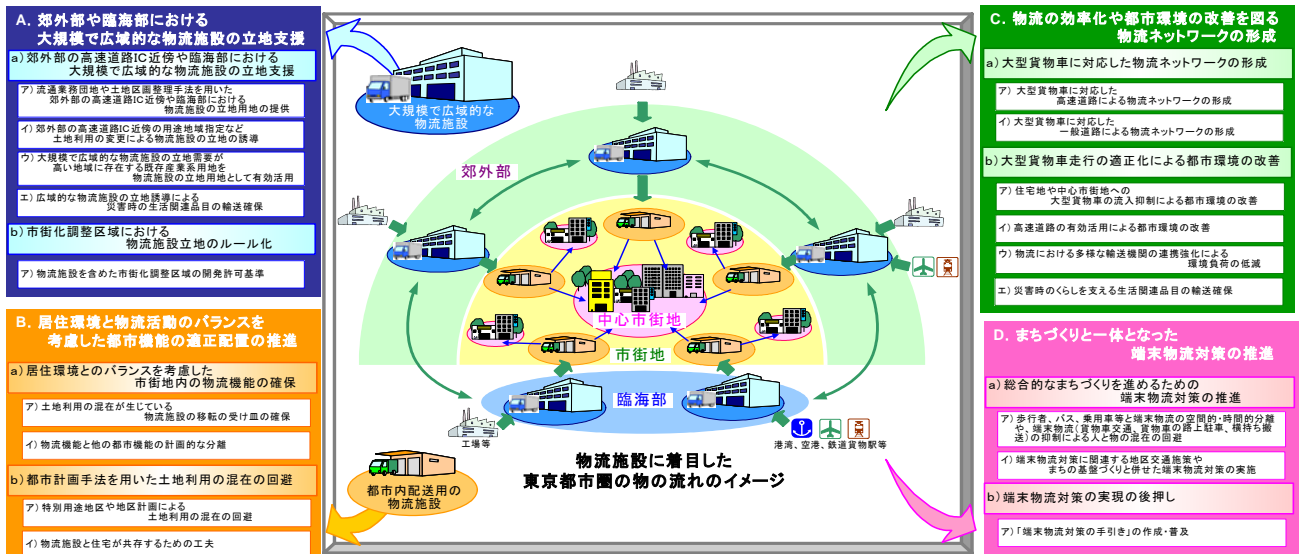 A. 郊外部や臨海部における
大規模で広域的な物流施設の立地支援
a)郊外部の高速道路IC近傍や臨海部における
大規模で広域的な物流施設の立地支援
ア) 流通業務団地や土地区画整理手法を用いた
郊外部の高速道路IC近傍や臨海部における
物流施設の立地用地の提供
イ) 郊外部の高速道路IC近傍の用途地域指定など
土地利用の変更による物流施設の立地の誘導
ウ) 大規模で広域的な物流施設の立地需要が
高い地域に存在する既存産業系用地を
物流施設の立地用地として有効活用
エ) 広域的な物流施設の立地誘導による
災害時の生活関連品目の輸送確保
b)市街化調整区域における
物流施設立地のルール化
ア) 物流施設を含めた市街化調整区域の開発許可基準
B. 居住環境と物流活動のバランスを
考慮した都市機能の適正配置の推進
a)居住環境とのバランスを考慮した
市街地内の物流機能の確保
ア) 土地利用の混在が生じている
物流施設の移転の受け皿の確保
イ) 物流機能と他の都市機能の計画的な分離
b)都市計画手法を用いた土地利用の混在の回避
ア) 特別用途地区や地区計画による
土地利用の混在の回避
イ) 物流施設と住宅が共存するための工夫
大規模で広域的な
物流施設
郊外部
中心市街地
市街地
臨海部
工場等
港湾、空港、鉄道貨物駅等
都市内配送用の
物流施設
物流施設に着目した
東京都市圏の物の流れのイメージ
C. 物流の効率化や都市環境の改善を図る
物流ネットワークの形成
a)大型貨物車に対応した物流ネットワークの形成
ア) 大型貨物車に対応した
高速道路による物流ネットワークの形成
イ) 大型貨物車に対応した
一般道路による物流ネットワークの形成
b)大型貨物車走行の適正化による都市環境の改善
ア) 住宅地や中心市街地への
大型貨物車の流入抑制による都市環境の改善
イ) 高速道路の有効活用による都市環境の改善
ウ) 物流における多様な輸送機関の連携強化による
環境負荷の低減
エ) 災害時のくらしを支える生活関連品目の輸送確保
D. まちづくりと一体となった
端末物流対策の推進
a)総合的なまちづくりを進めるための
端末物流対策の推進
ア) 歩行者、バス、乗用車等と端末物流の空間的・時間的分離
や、端末物流(貨物車交通、貨物車の路上駐車、横持ち搬
送)の抑制による人と物の混在の回避
イ) 端末物流対策に関連する地区交通施策や
まちの基盤づくりと併せた端末物流対策の実施
b)端末物流対策の実現の後押し
ア) 「端末物流対策の手引き」の作成・普及